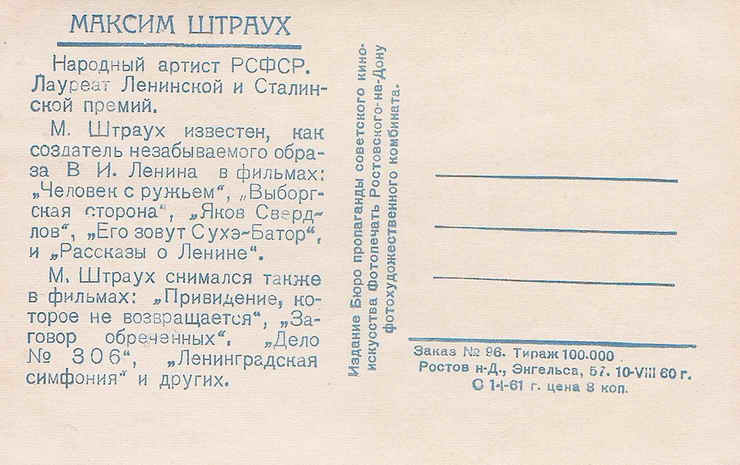 МАКСИМ ШТРАУХ
Народный артист РСФСР.
Лауреат Ленинской и Сталин-
ской премий.
М. Штраух известен, как
создатель незабываемого обра-
за В И. Ленина в фильмах:
„Человек с ружьем“, „Выборг-
ская сторона“, „Яков Сверд-
лов“, „Его зовут Сухэ-Батор“,
и „Рассказы о Ленине“.
М. Штраух снимался также
в фильмах: „Привидение, ко-
торое не возвращается“, „За-
говор обреченных“, „Дело
№ 306“, „Ленинградская
симфония“ и других.
Издание Бюро пропаганды советского кино-
искусства Фотопечать Ростовского-на-Дону
фотохудожественного комбината.
Заказ № 96. Тираж 100.000
Ростов н-Д., Энгельса, 57. 10-VIII 60 г.
С 1-I-61 г. цена 8 коп.